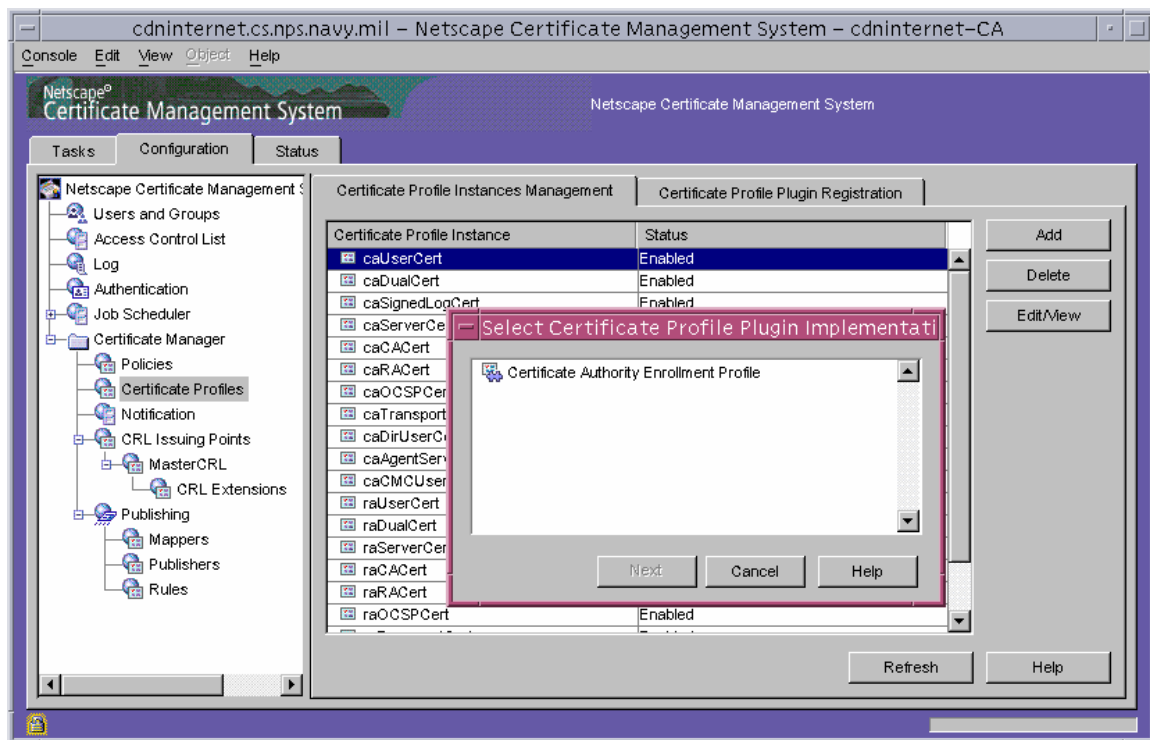 cdninternet.cs.nps.navy.mil – Netscape Certificate Management System – cdninternet–CA
Console Edit View Object Help
Netscape®
Certificate Management System
Netscape Certificate Management System
Tasks Configuration Status
Netscape Certificate Management S
Users and Groups
Access Control List
Log
Authentication
Job Scheduler
Certificate Manager
Policies
Certificate Profiles
Notification
CRL Issuing Points
MasterCRL
CRL Extensions
Publishing
Mappers
Publishers
Rules
Certificate Profile Instances Management Certificate Profile Plugin Registration
Certificate Profile Instance Status
caUserCert Enabled
caDualCert Enabled
caSignedLogCert Enabled
caServerCe
caCACert
caRACert
caOCSPCer
caTransport
caDirUserC
caAgentServ
caCMCUser
raUserCert
raDualCert
raServerCer
raCACert
raRACert
raOCSPCert Enabled
Select Certificate Profile Plugin Implementati
Certificate Authority Enrollment Profile
Next Cancel Help
Add
Delete
Edit/View
Refresh Help